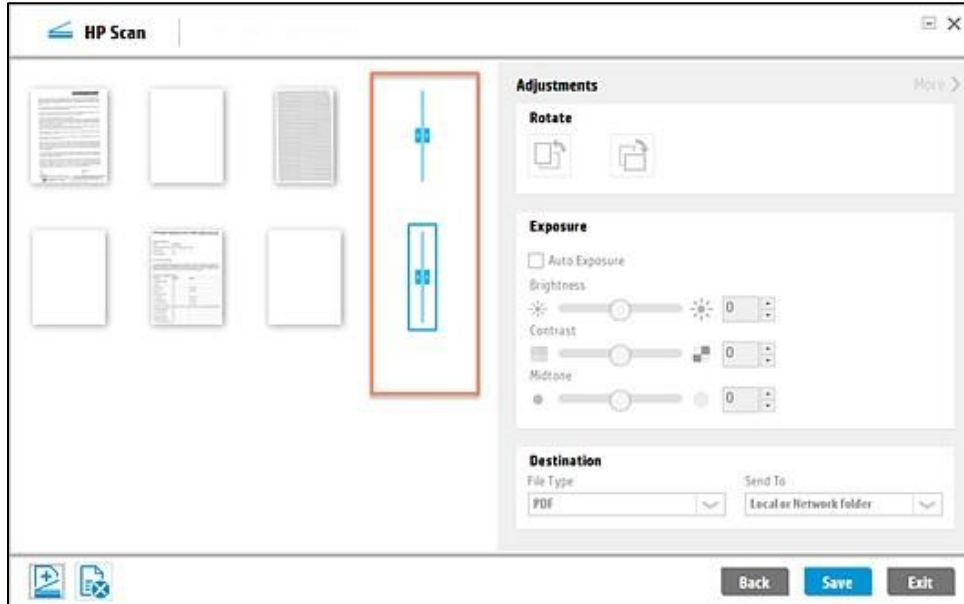 HP Scan
Adjustments
More
Rotate
Exposure
Auto Exposure
Brightness
0
Contrast
0
Midtone
0
Destination
File Type
Send To
PDF
Local or Network folder
Back
Save
Exit